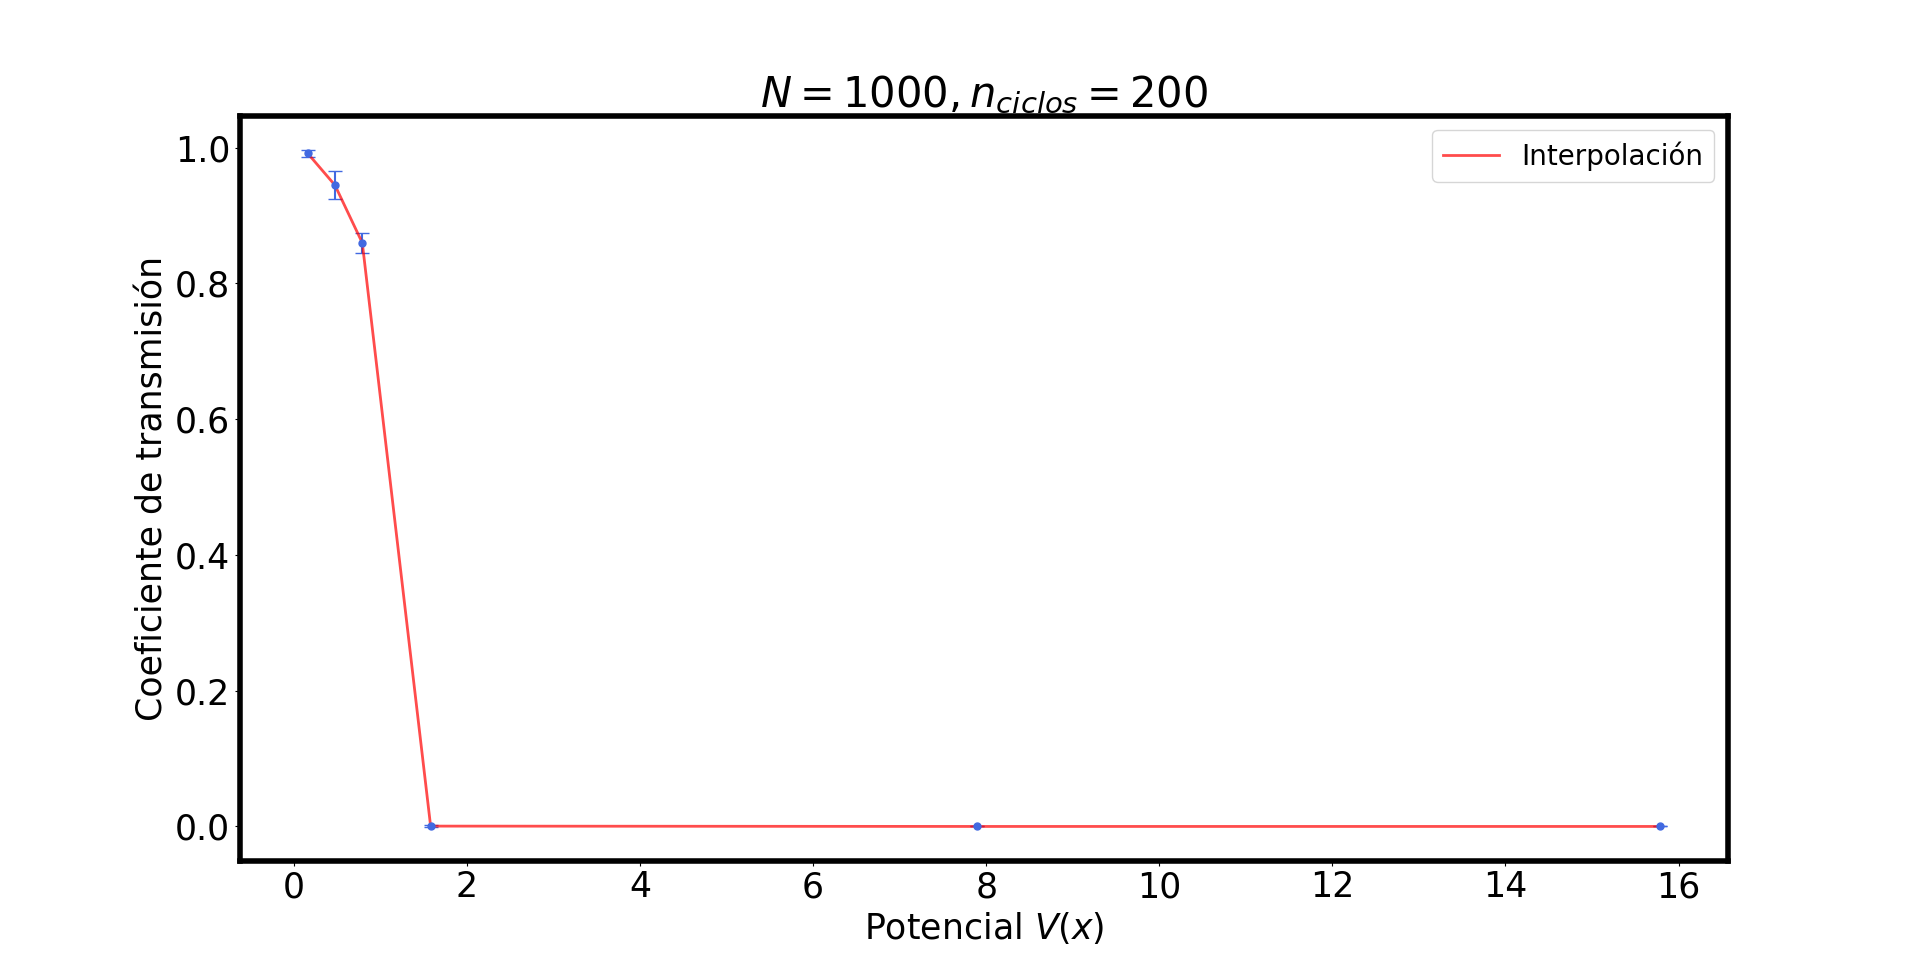 N = 1000, n_ciclos = 200
Interpolación
Coeficiente de transmisión
1.0
0.8
0.6
0.4
0.2
0.0
0 2 4 6 8 10 12 14 16
Potencial V(x)